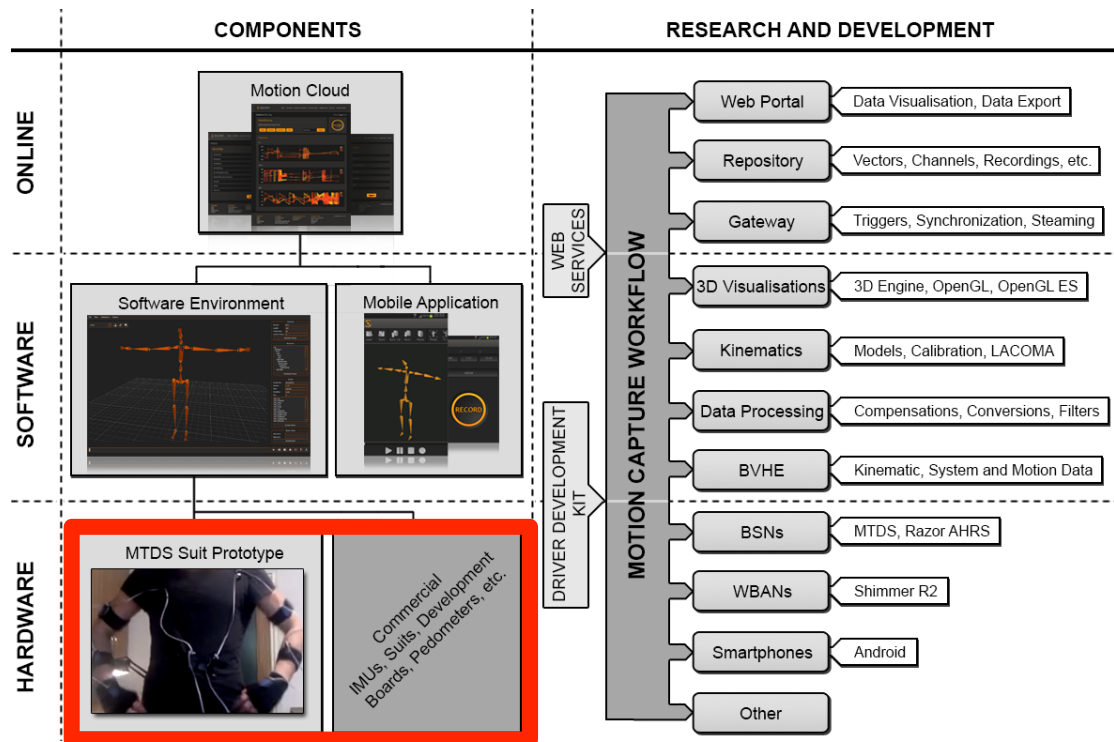 COMPONENTS
RESEARCH AND DEVELOPMENT
ONLINE
Motion Cloud
SOFTWARE
Software Environment
Mobile Application
RECORD
HARDWARE
MTDS Suit Prototype
Commercial
IMUs, Suits, Development
Boards, Pedometers, etc.
WEB
SERVICES
DRIVER DEVELOPMENT
KIT
MOTION CAPTURE WORKFLOW
Web Portal
Data Visualisation, Data Export
Repository
Vectors, Channels, Recordings, etc.
Gateway
Triggers, Synchronization, Steaming
3D Visualisations
3D Engine, OpenGL, OpenGL ES
Kinematics
Models, Calibration, LACOMA
Data Processing
Compensations, Conversions, Filters
BVHE
Kinematic, System and Motion Data
BSNs
MTDS, Razor AHRS
WBANs
Shimmer R2
Smartphones
Android
Other